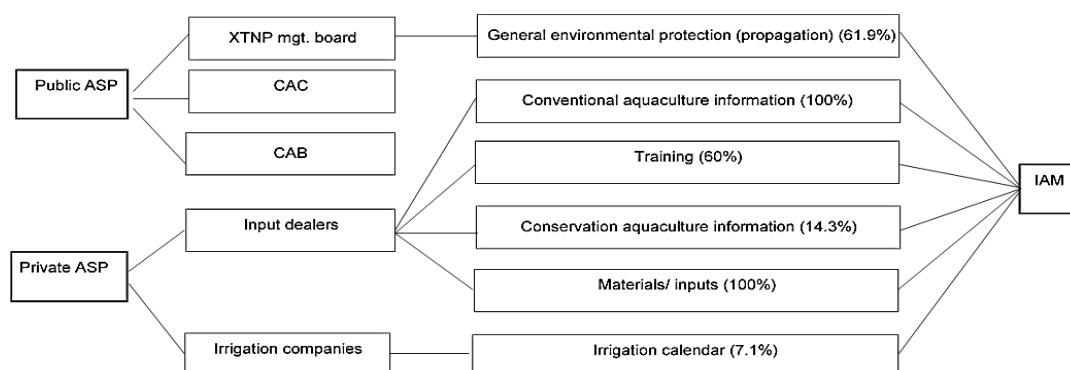 XTNP mgt. board
General environmental protection (propagation) (61.9%)
Public ASP
CAC
Conventional aquaculture information (100%)
CAB
Training (60%)
IAM
Input dealers
Conservation aquaculture information (14.3%)
Private ASP
Materials/ inputs (100%)
Irrigation companies
Irrigation calendar (7.1%)